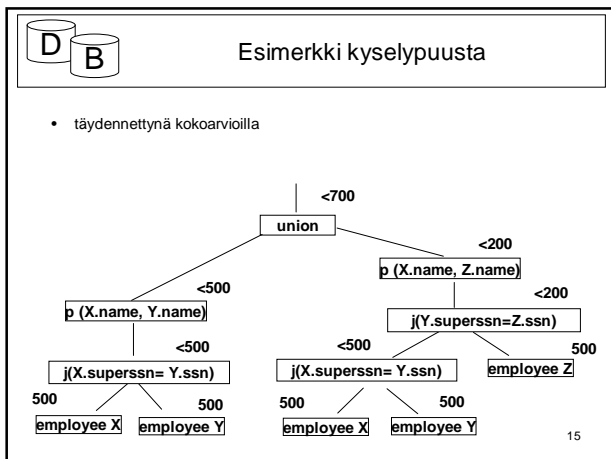 D B
Esimerkki kyselypuusta
• täydennettynä kokoarvioilla
<700
union
<200
p (X.name, Z.name)
<500
p (X.name, Y.name)
<200
j(Y.superssn=Z.ssn)
<500
j(X.superssn= Y.ssn)
<500
j(X.superssn= Y.ssn)
500
employee Z
500
employee X
500
employee Y
500
employee X
500
employee Y
15